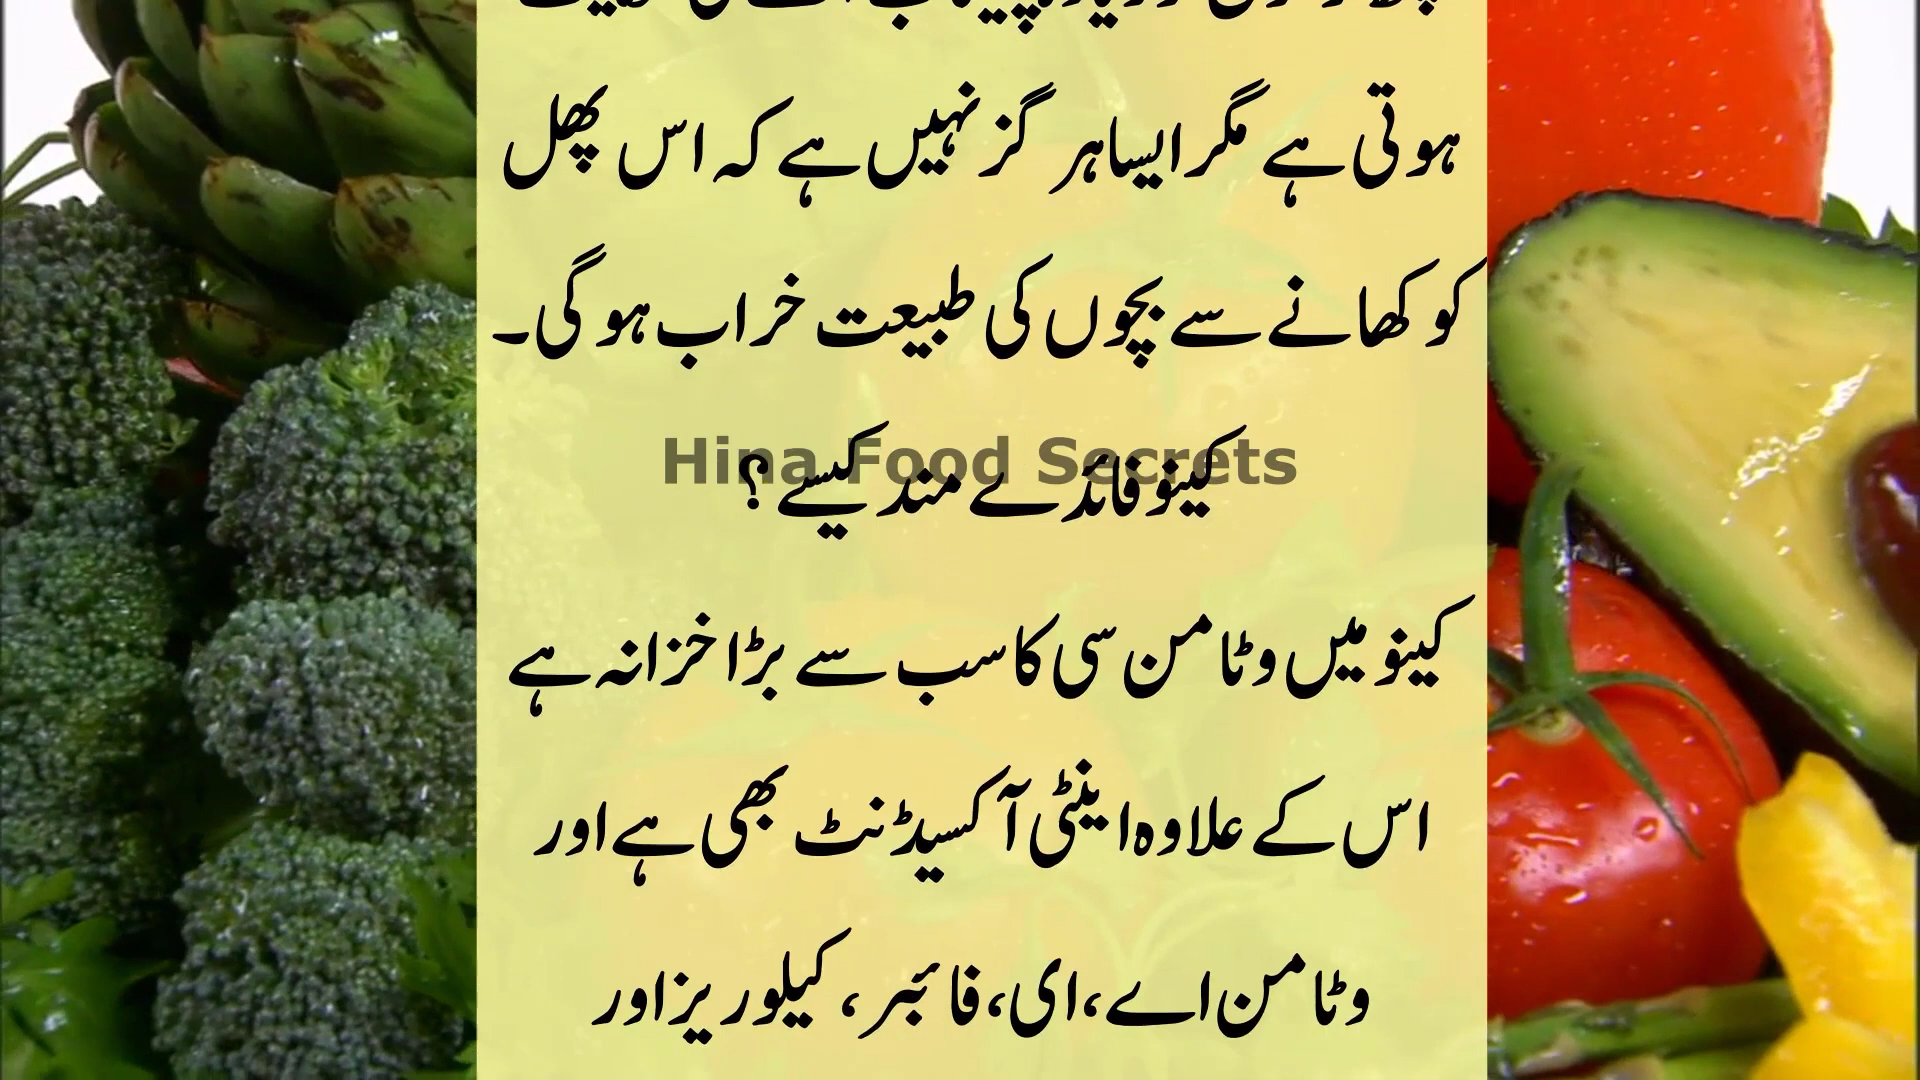 ہوتی ہے مگر ایسا ہر گز نہیں ہے کہ اس پھل
کو کھانے سے بچوں کی طبیعت خراب ہوگی۔
Hina Food Secrets
کینو فائدے مند کیسے؟
کینو میں وٹامن سی کا سب سے بڑا خزانہ ہے
اس کے علاوہ اینٹی آکسیڈنٹ بھی ہے اور
وٹامن اے، ای، فائبر، کیلوریز اور